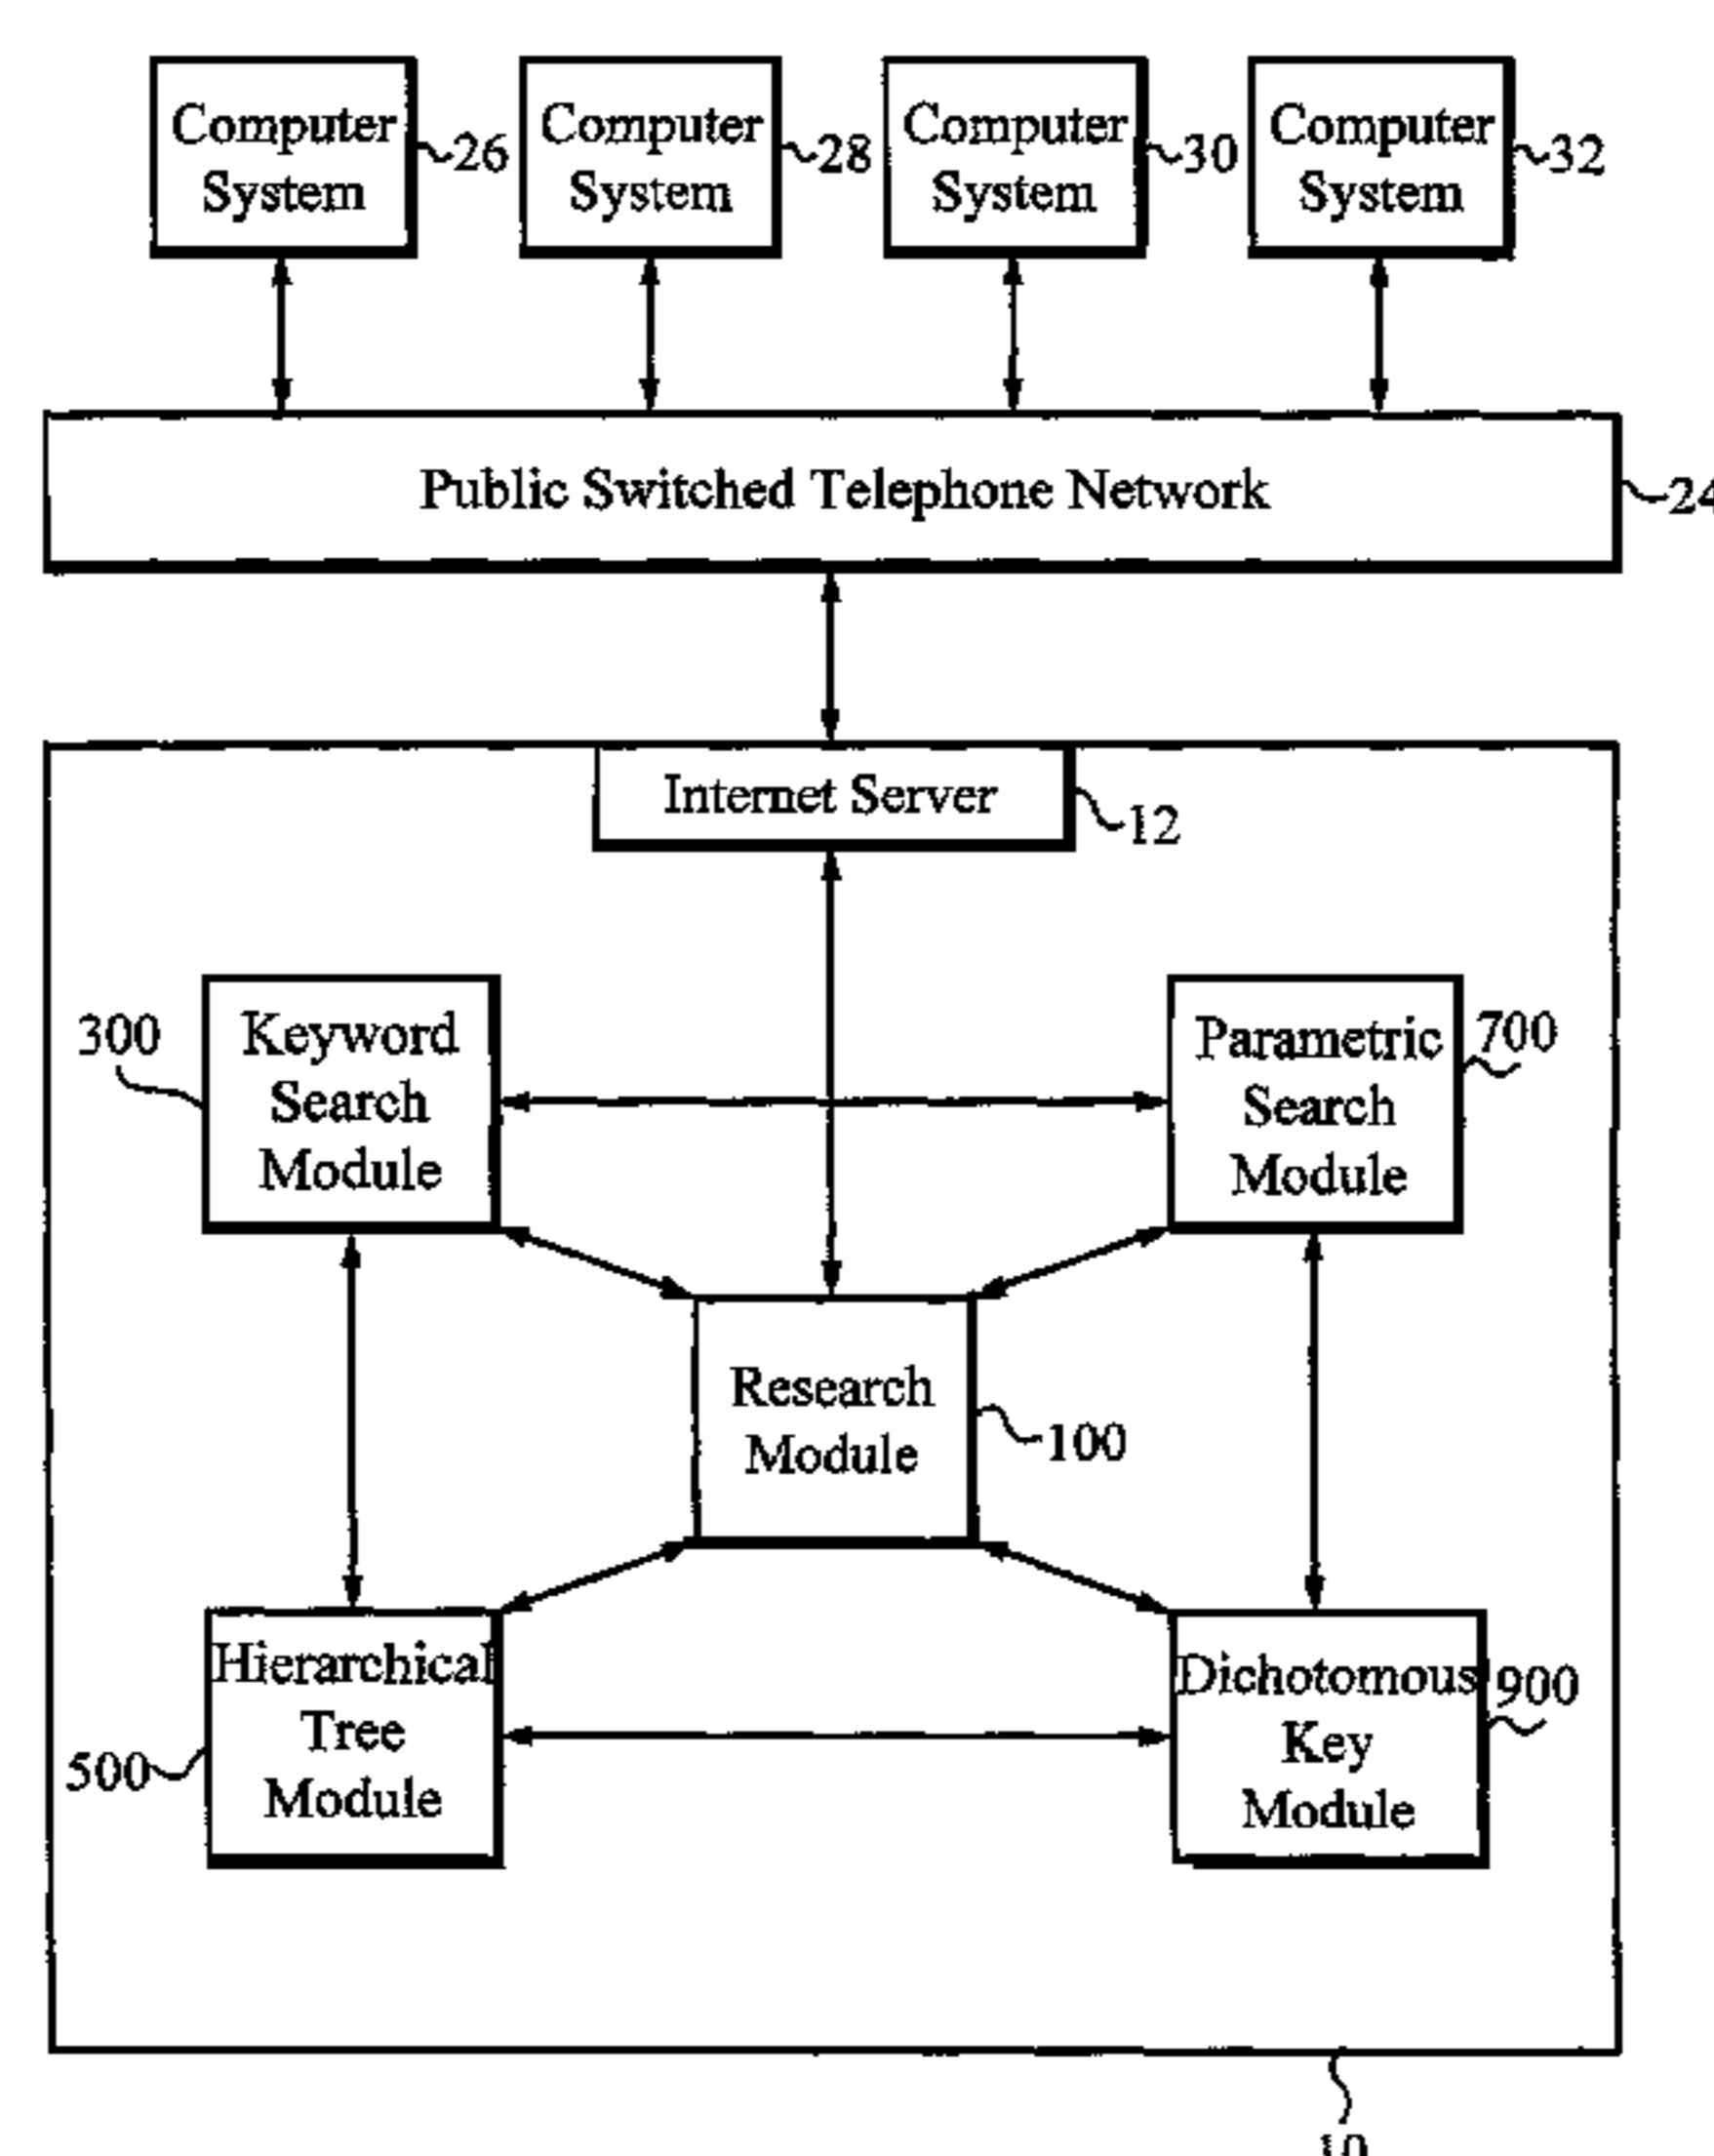 Computer
System
26
Computer
System
28
Computer
System
30
Computer
System
32
Public Switched Telephone Network
24
Internet Server
12
300
Keyword
Search
Module
Parametric
Search
Module
700
Research
Module
100
Hierarchical
Tree
Module
500
Dichotomous
Key
Module
900
10